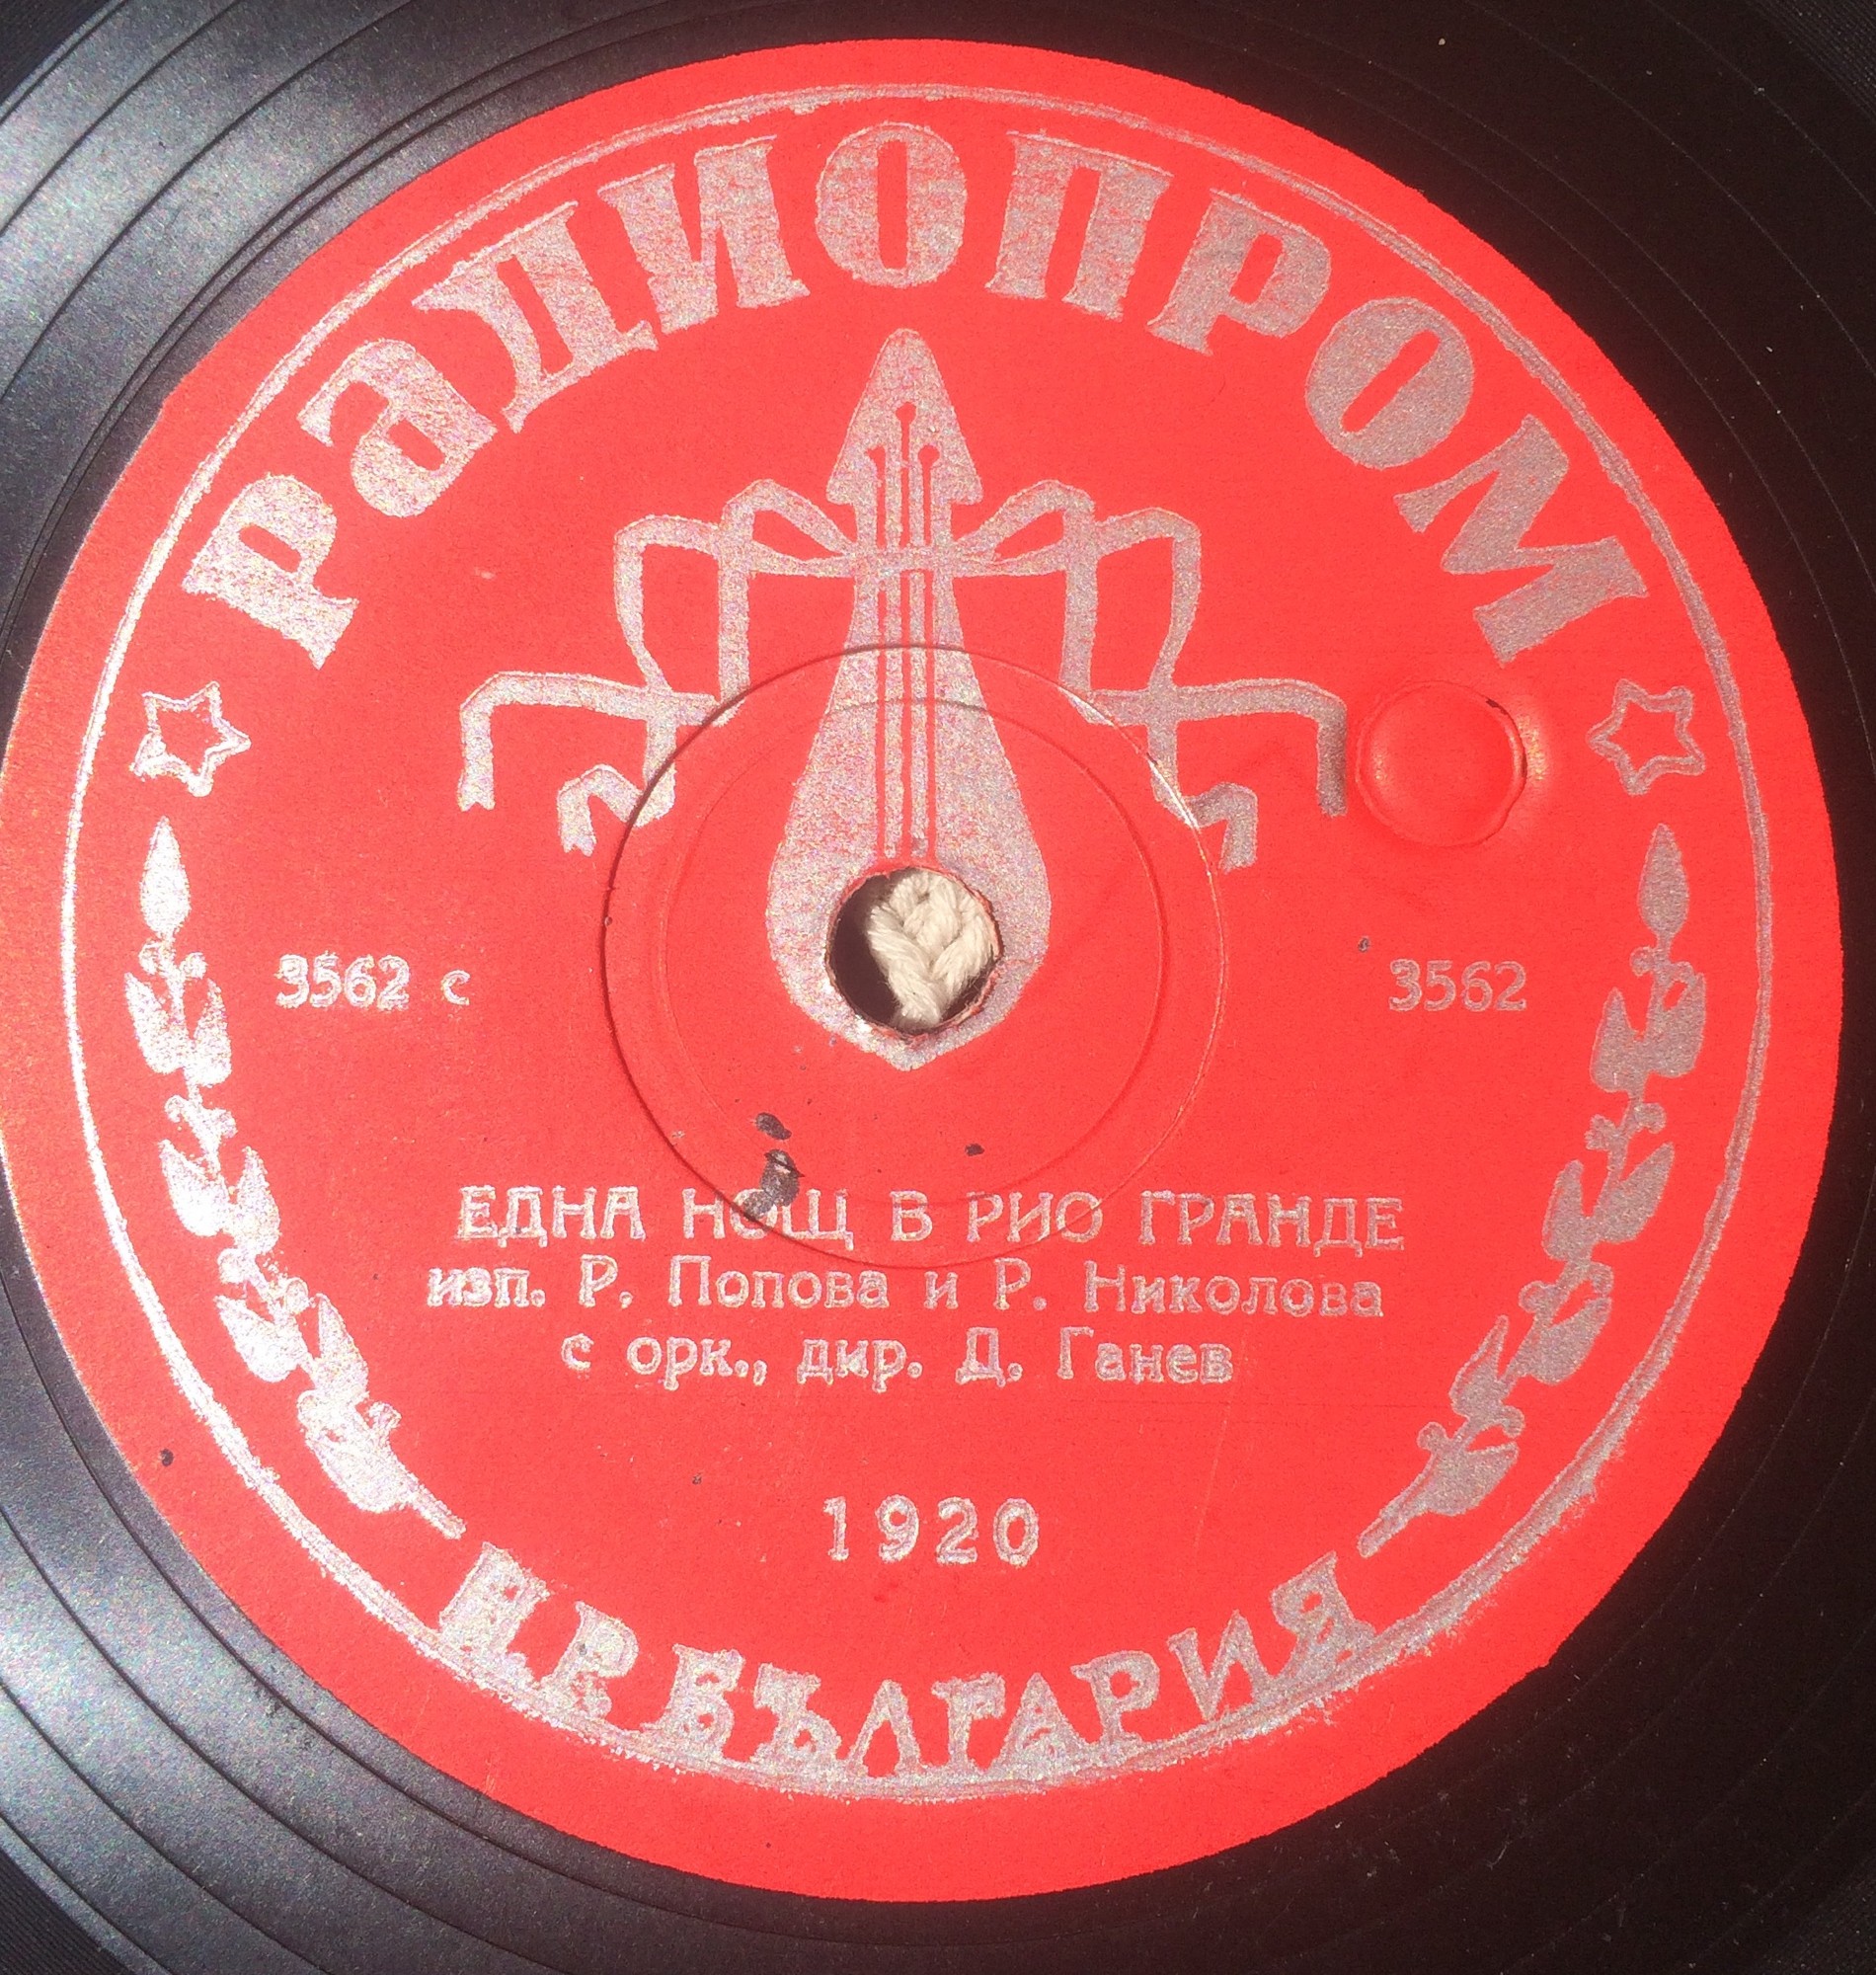 РАДИОПРОМ
3562 с
3562
ЕДНА НОЩ В РИО ГРАНДЕ
изп. Р. Попова и Р. Николова
с орк., дир. Д. Ганев
1920
Н.Р. БЪЛГАРИЯ